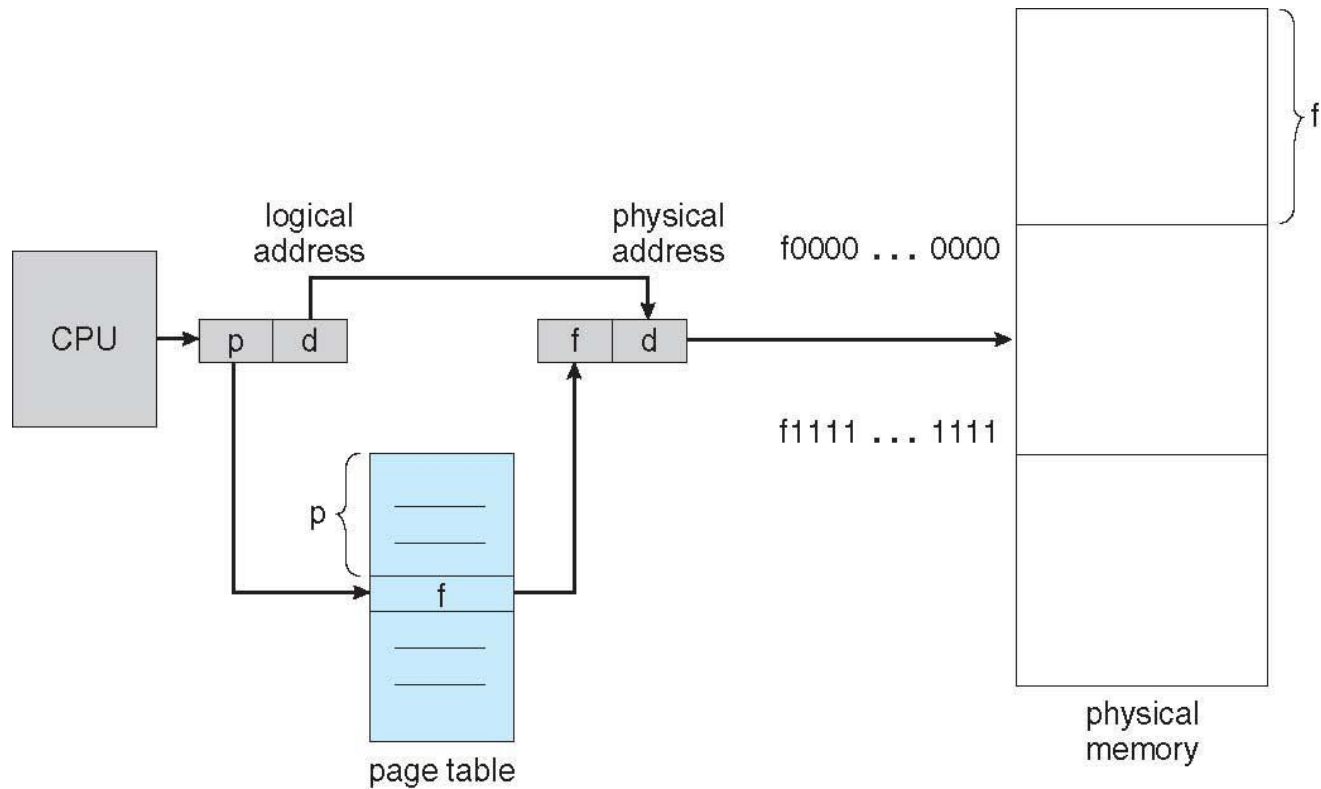 f
logical
address
physical
address
f0000 ... 0000
CPU
p d
f d
f1111 ... 1111
p
f
physical
memory
page table